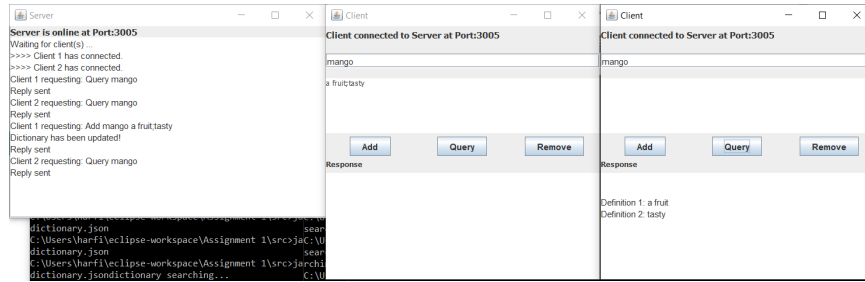 Server
Server is online at Port:3005
Waiting for client(s) ...
>>>> Client 1 has connected.
>>>> Client 2 has connected.
Client 1 requesting: Query mango
Reply sent
Client 2 requesting: Query mango
Reply sent
Client 1 requesting: Add mango a fruit;tasty
Dictionary has been updated!
Reply sent
Client 2 requesting: Query mango
Reply sent
Client
Client connected to Server at Port:3005
mango
a fruit;tasty
Add Query Remove
Response
Client
Client connected to Server at Port:3005
mango
Add Query Remove
Response
Definition 1: a fruit
Definition 2: tasty
dictionary.json sear
C:\Users\harfi\eclipse-workspace\Assignment 1\src>jaC:\U
dictionary.json sear
C:\Users\harfi\eclipse-workspace\Assignment 1\src>jarchi
dictionary.jsondictionary searching... C:\U